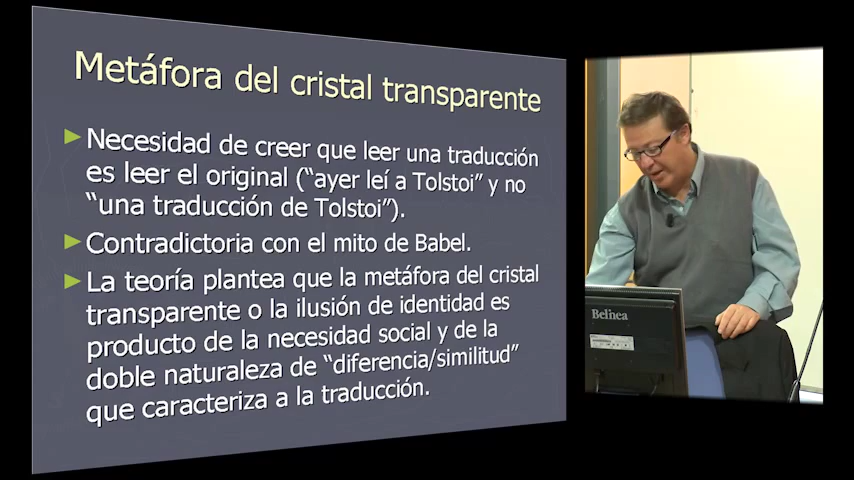 Metáfora del cristal transparente
Necesidad de creer que leer una traducción
es leer el original (“ayer leí a Tolstoi” y no
“una traducción de Tolstoi”).
Contradictoria con el mito de Babel.
La teoría plantea que la metáfora del cristal
transparente o la ilusión de identidad es
producto de la necesidad social y de la
doble naturaleza de “diferencia/similitud”
que caracteriza a la traducción.
Belinea